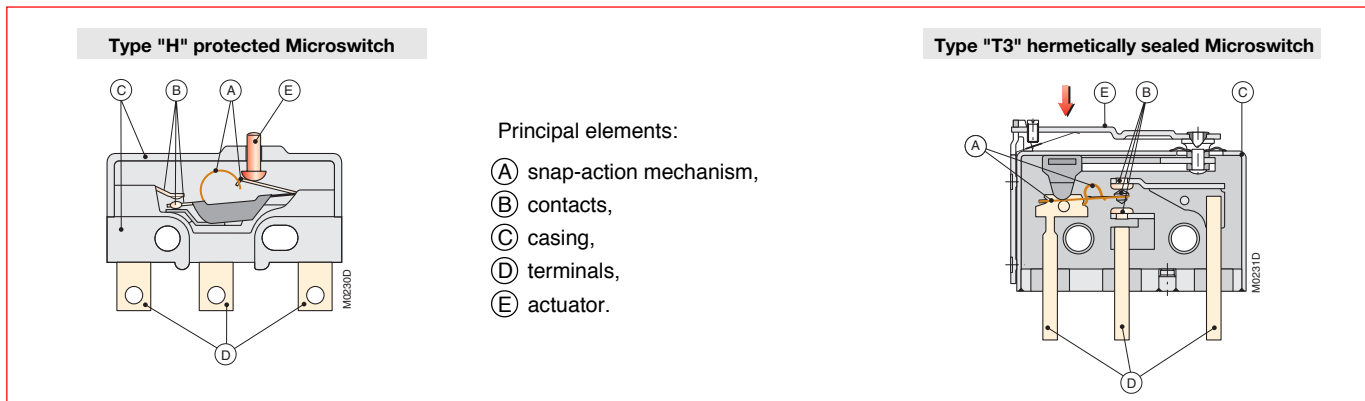 Type "H" protected Microswitch
C B A E
M0230D
D
Principal elements:
A snap-action mechanism,
B contacts,
C casing,
D terminals,
E actuator.
Type "T3" hermetically sealed Microswitch
E B C
A
M0231D
D